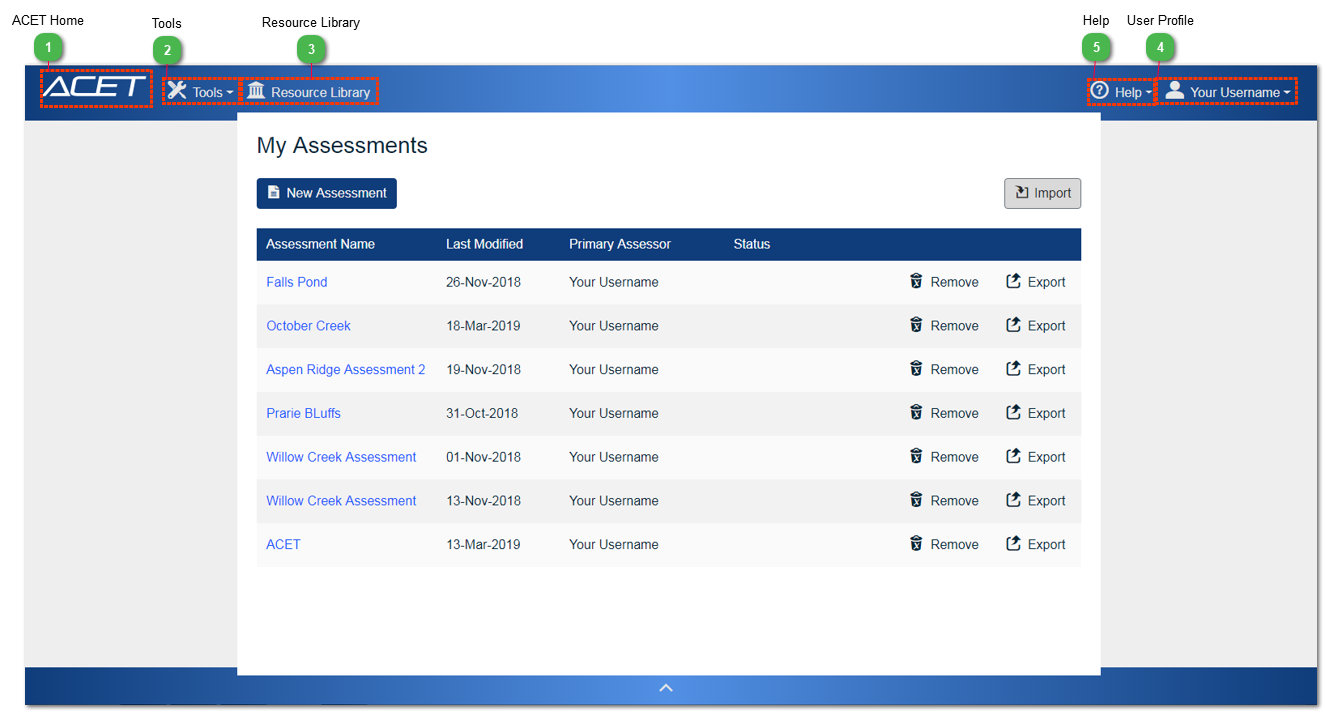 ACET Home Tools Resource Library Help User Profile
1 2 3 5 4
ACET Tools Resource Library Help Your Username
My Assessments
New Assessment Import
Assessment Name Last Modified Primary Assessor Status
Falls Pond 26-Nov-2018 Your Username Remove Export
October Creek 18-Mar-2019 Your Username Remove Export
Aspen Ridge Assessment 2 19-Nov-2018 Your Username Remove Export
Prarie BLuffs 31-Oct-2018 Your Username Remove Export
Willow Creek Assessment 01-Nov-2018 Your Username Remove Export
Willow Creek Assessment 13-Nov-2018 Your Username Remove Export
ACET 13-Mar-2019 Your Username Remove Export